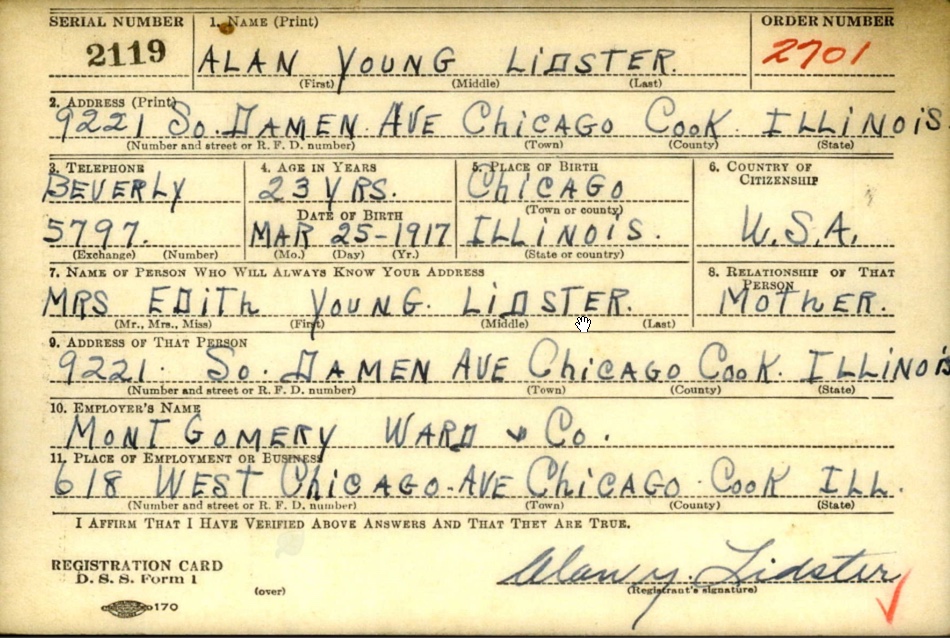 SERIAL NUMBER 1. NAME (Print) ORDER NUMBER
2119 ALAN YOUNG LIDSTER. 2701
(First) (Middle) (Last)
2. ADDRESS (Print)
9221 So. DAMEN AVE CHICAGO COOK. ILLINOIS
(Number and street or R. F. D. number) (Town) (County) (State)
3. TELEPHONE 4. AGE IN YEARS 5. PLACE OF BIRTH 6. COUNTRY OF
BEVERLY 23 YRS. CHICAGO CITIZENSHIP
DATE OF BIRTH (Town or county)
5797. MAR 25-1917 ILLINOIS. U.S.A.
(Exchange) (Number) (Mo.) (Day) (Yr.) (State or country)
7. NAME OF PERSON WHO WILL ALWAYS KNOW YOUR ADDRESS 8. RELATIONSHIP OF THAT
PERSON
MRS EDITH YOUNG. LIDSTER. MOTHER.
(Mr., Mrs., Miss) (First) (Middle) (Last)
9. ADDRESS OF THAT PERSON
9221. So. DAMEN AVE CHICAGO COOK. ILLINOIS
(Number and street or R. F. D. number) (Town) (County) (State)
10. EMPLOYER'S NAME
MONTGOMERY WARD & Co.
11. PLACE OF EMPLOYMENT OR BUSINESS
618 WEST CHICAGO-AVE CHICAGO. COOK ILL.
(Number and street or R. F. D. number) (Town) (County) (State)
I AFFIRM THAT I HAVE VERIFIED ABOVE ANSWERS AND THAT THEY ARE TRUE.
REGISTRATION CARD
D. S. S. Form 1 Alan Y. Lidster
(over) (Registrant's signature)
170